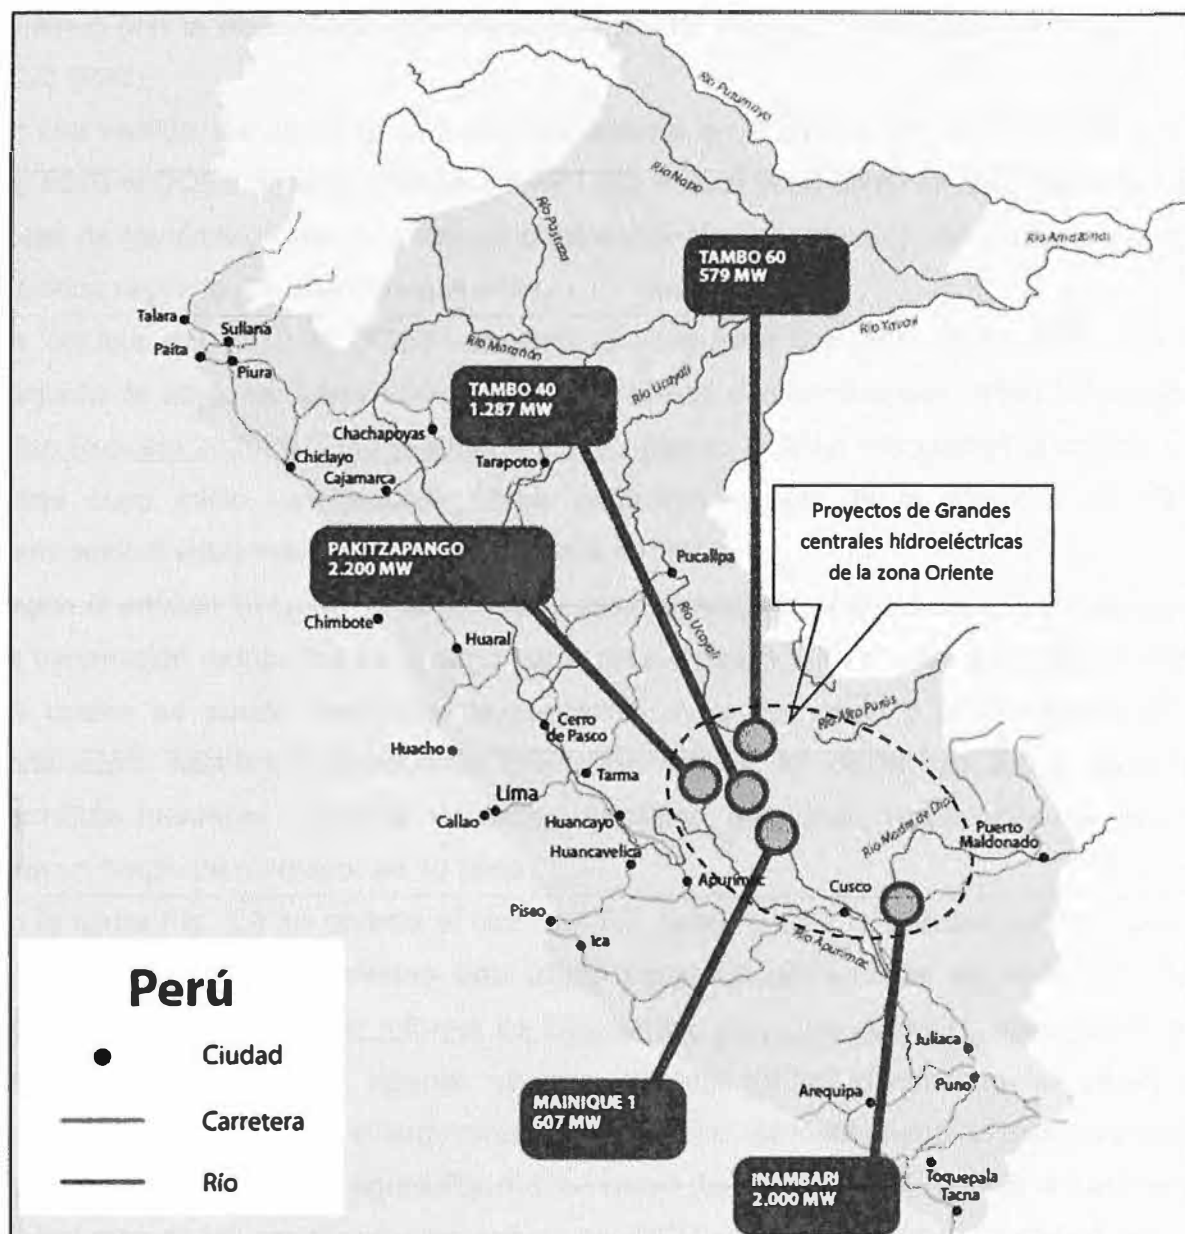 Río Putumayo
Río Napo
Río Pastaza
Río Amazonas
TAMBO 60
579 MW
Río Yavarí
Talara
Sullana
Paita
Piura
Río Marañón
Río Ucayali
TAMBO 40
1.287 MW
Chachapoyas
Chiclayo
Tarapoto
Cajamarca
Proyectos de Grandes
centrales hidroeléctricas
de la zona Oriente
PAKITZAPANGO
2.200 MW
Pucallpa
Chimbote
Río Ucayali
Huaral
Río Alto Purús
Cerro
de Pasco
Huacho
Tarma
Lima
Callao
Huancayo
Río Madre de Dios
Puerto
Maldonado
Huancavelica
Apurímac
Cusco
Pisco
Ica
Río Apurímac
Perú
Ciudad
Carretera
Río
Juliaca
Puno
Arequipa
MAINIQUE 1
607 MW
INAMBARI
2.000 MW
Toquepala
Tacna